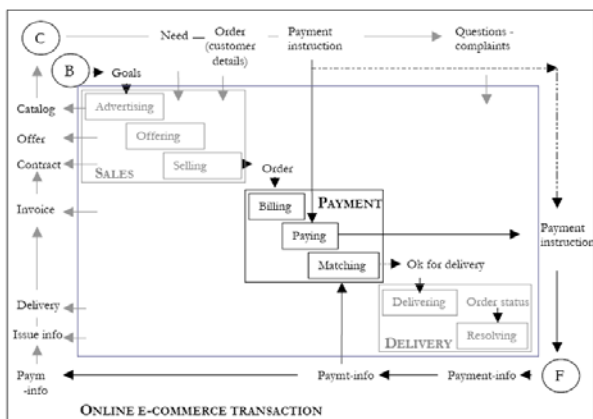 C
Need
Order
(customer
details)
Payment
instruction
Questions -
complaints
B
Goals
Catalog
Advertising
Offer
Offering
SALES
Contract
Selling
Order
Invoice
Billing
PAYMENT
Paying
Payment
instruction
Matching
Ok for delivery
Delivery
Delivering
Order status
Issue info
DELIVERY
Resolving
Paym
-info
Paymt-info
Payment-info
F
ONLINE E-COMMERCE TRANSACTION